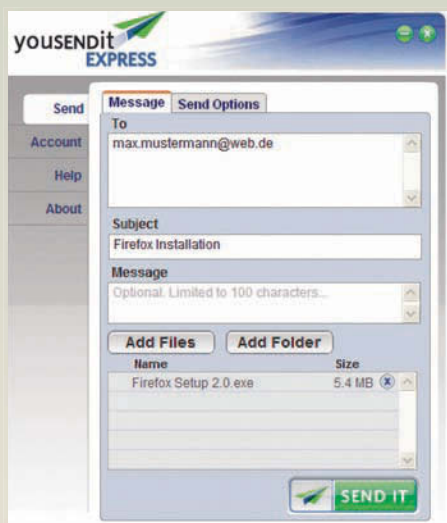 YOUSENDIT
EXPRESS
Send
Account
Help
About
Message Send Options
To
max.mustermann@web.de
Subject
Firefox Installation
Message
Optional. Limited to 100 characters...
Add Files Add Folder
Name Size
Firefox Setup 2.0.exe 5.4 MB
SEND IT